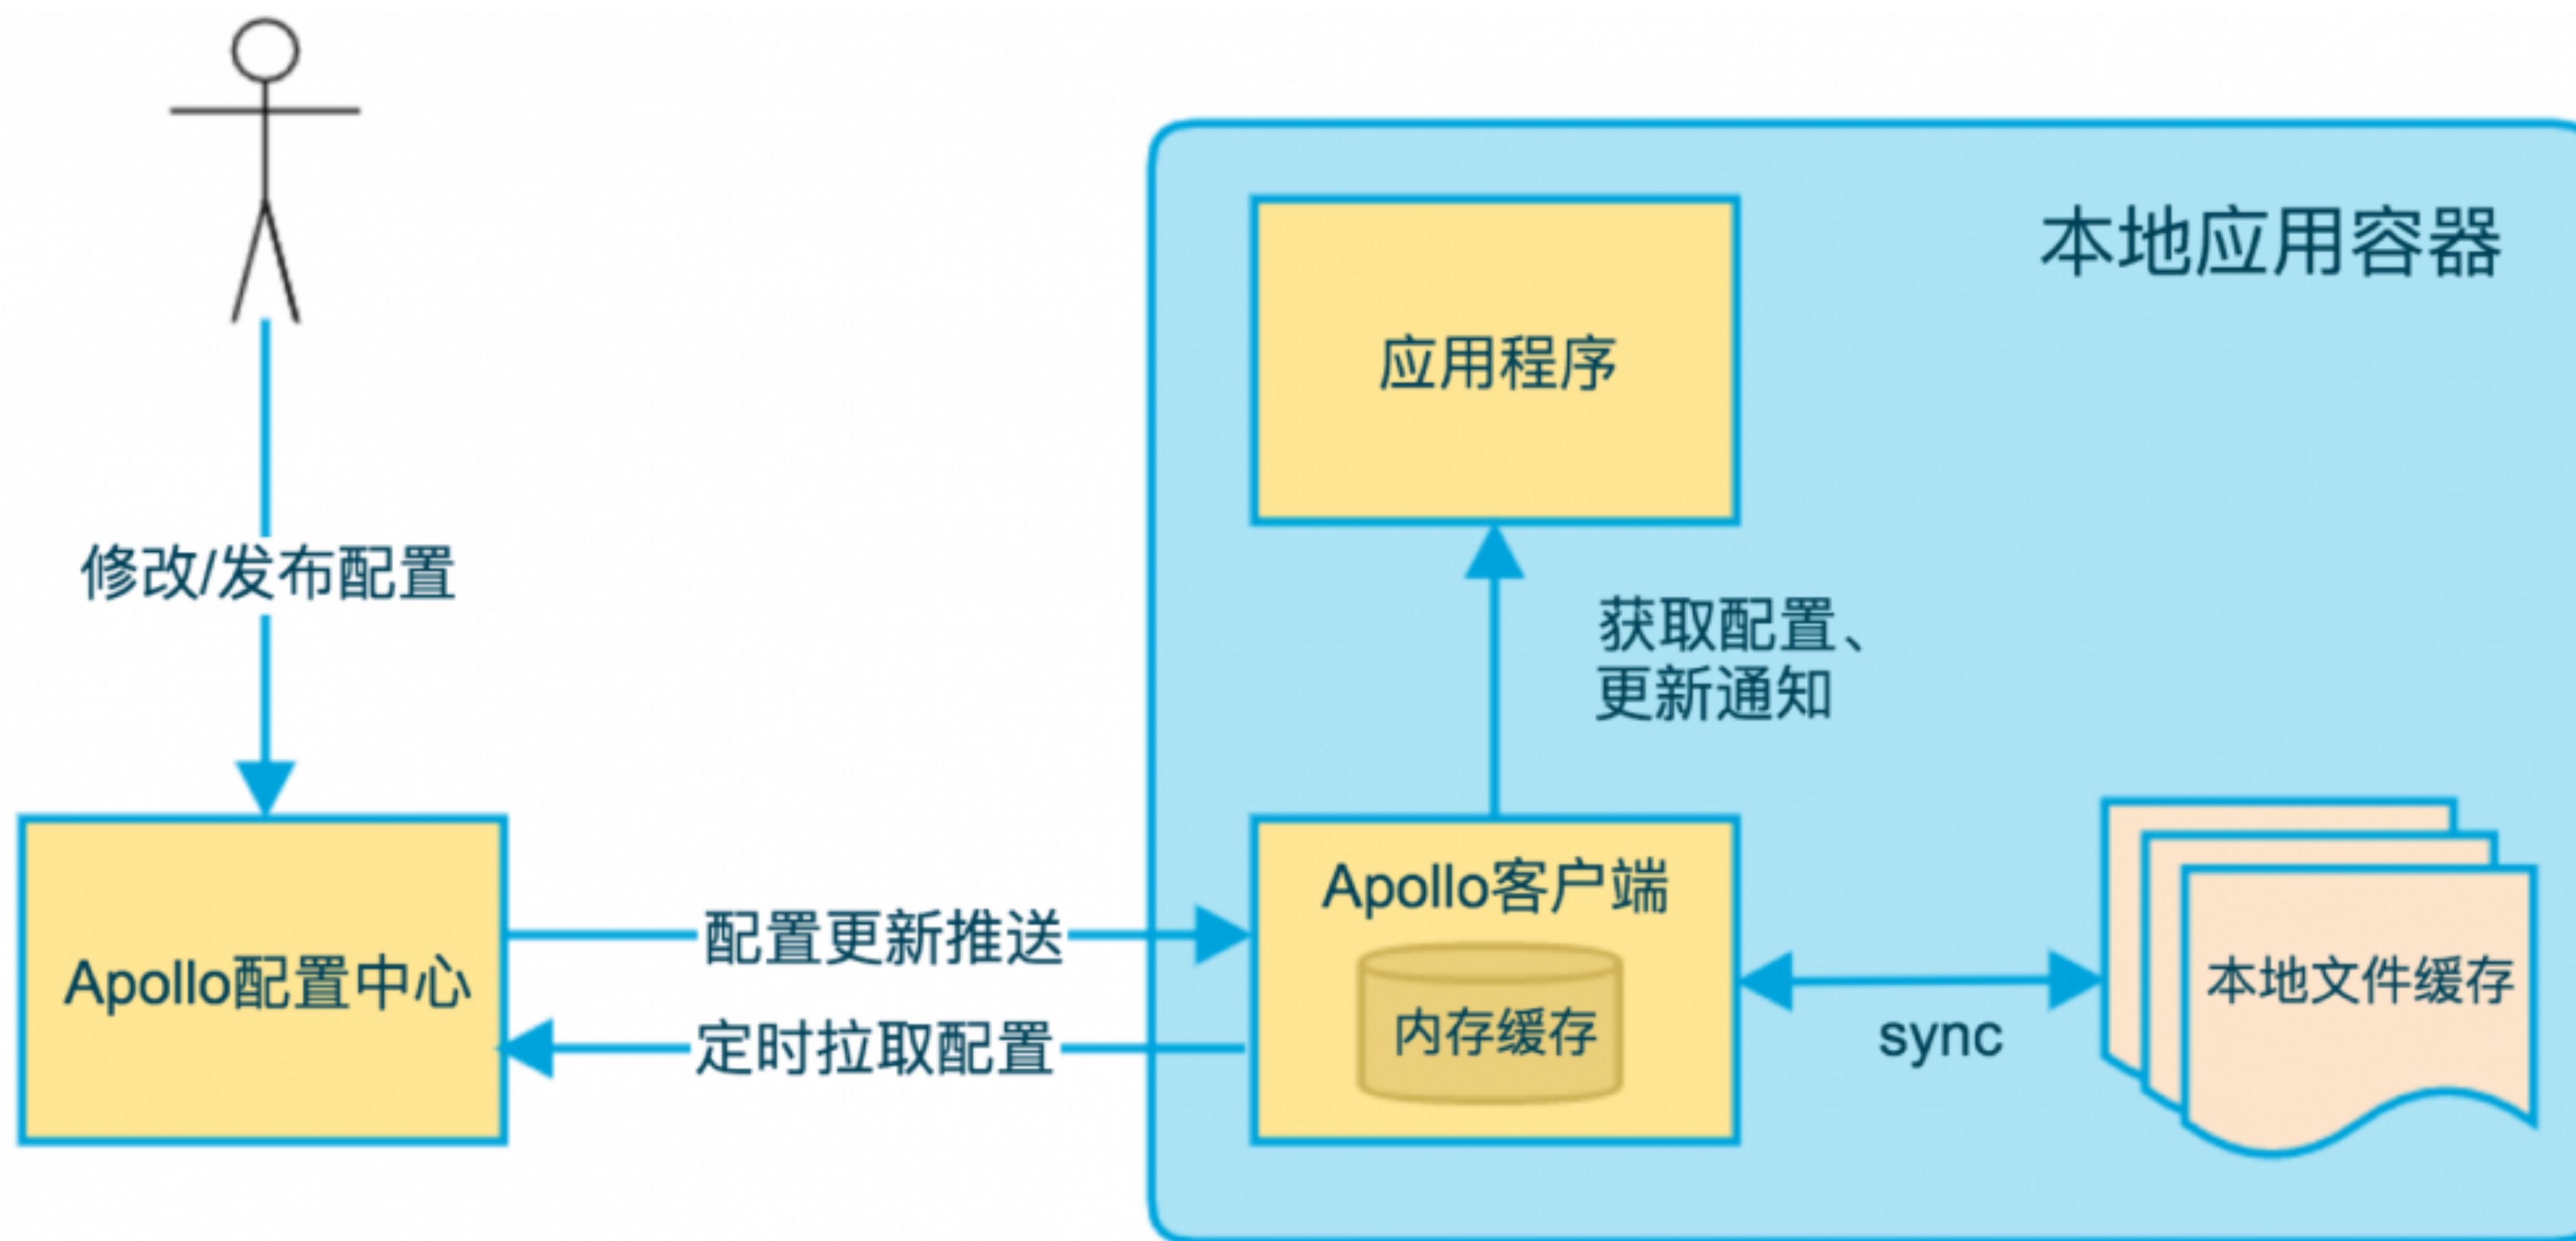 本地应用容器
应用程序
修改/发布配置
获取配置、
更新通知
Apollo配置中心
配置更新推送
定时拉取配置
Apollo客户端
内存缓存
sync
本地文件缓存